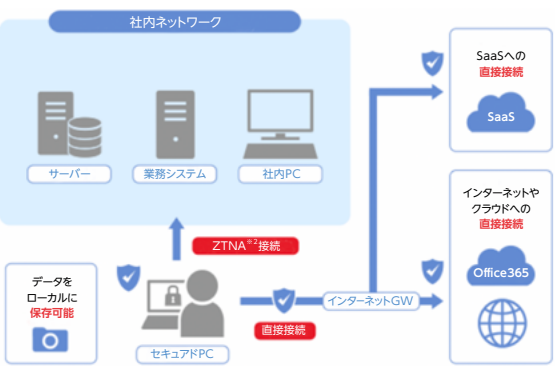 社内ネットワーク
サーバー
業務システム
社内PC
SaaSへの
直接接続
SaaS
ZTNA※2接続
インターネットや
クラウドへの
直接接続
Office365
データを
ローカルに
保存可能
セキュアドPC
直接接続
インターネットGW